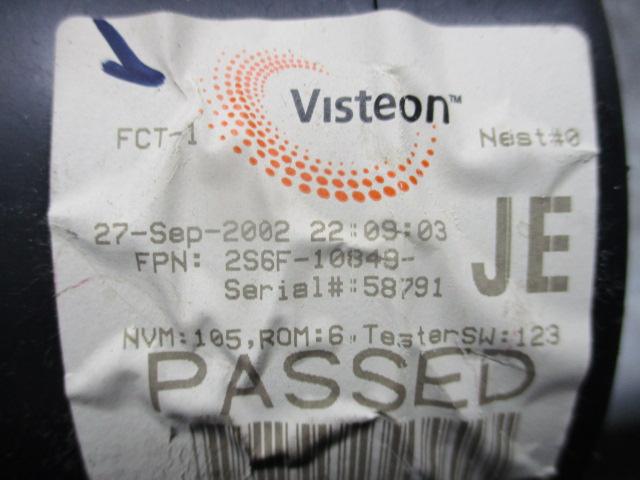 Visteon™
FCT-1 Nest#0
27-Sep-2002 22:09:03
FPN: 2S6F-10849-
JE
Serial#:58791
NVM:105,ROM:6,TesterSW:123
PASSED